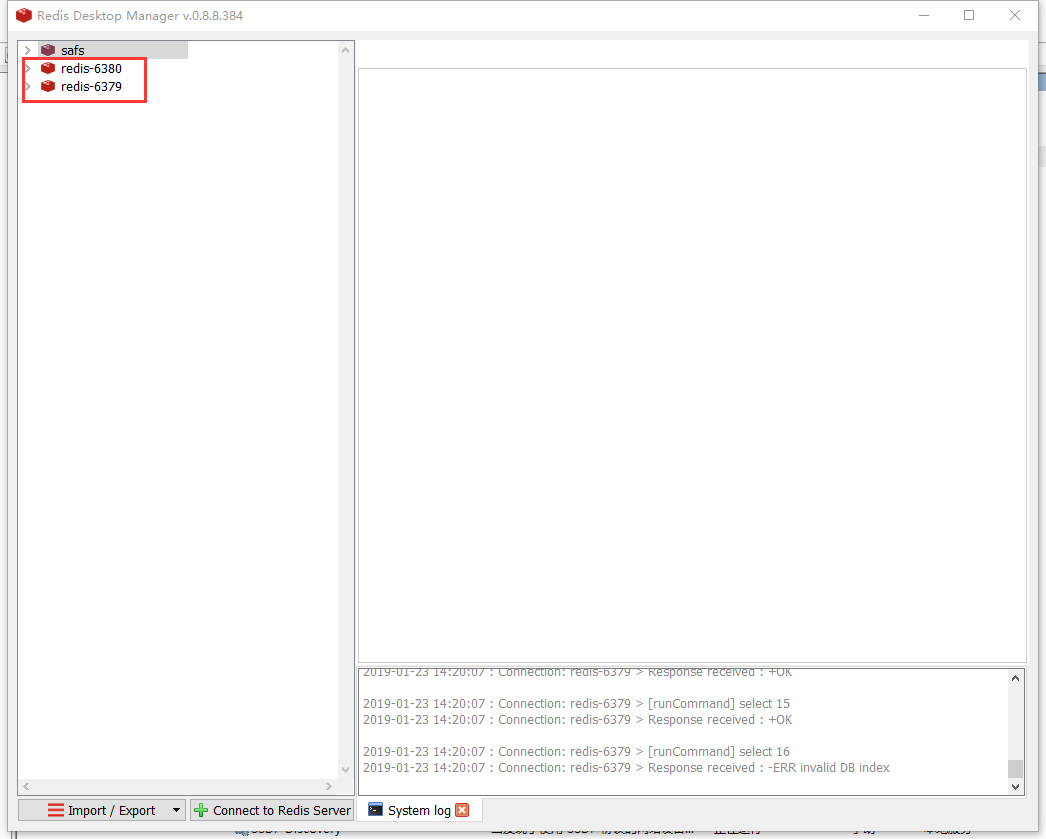 Redis Desktop Manager v.0.8.8.384
safs
redis-6380
redis-6379
2019-01-23 14:20:07 : Connection: redis-6379 > Response received : +OK
2019-01-23 14:20:07 : Connection: redis-6379 > [runCommand] select 15
2019-01-23 14:20:07 : Connection: redis-6379 > Response received : +OK
2019-01-23 14:20:07 : Connection: redis-6379 > [runCommand] select 16
2019-01-23 14:20:07 : Connection: redis-6379 > Response received : -ERR invalid DB index
Import / Export
Connect to Redis Server
System log